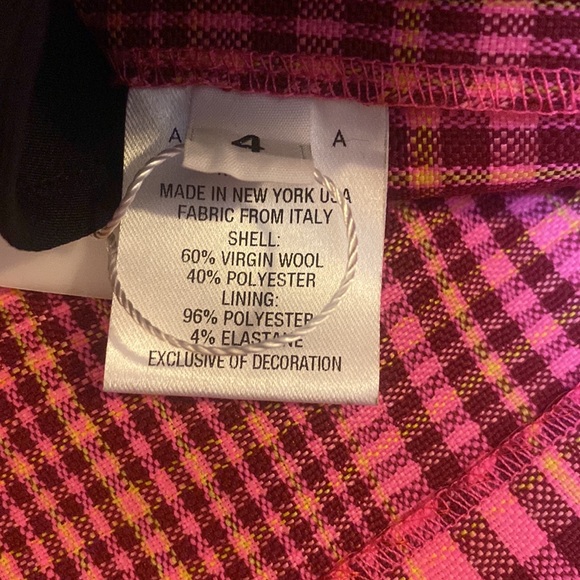 A 4 A
MADE IN NEW YORK USA
FABRIC FROM ITALY
SHELL:
60% VIRGIN WOOL
40% POLYESTER
LINING:
96% POLYESTER
4% ELASTANE
EXCLUSIVE OF DECORATION